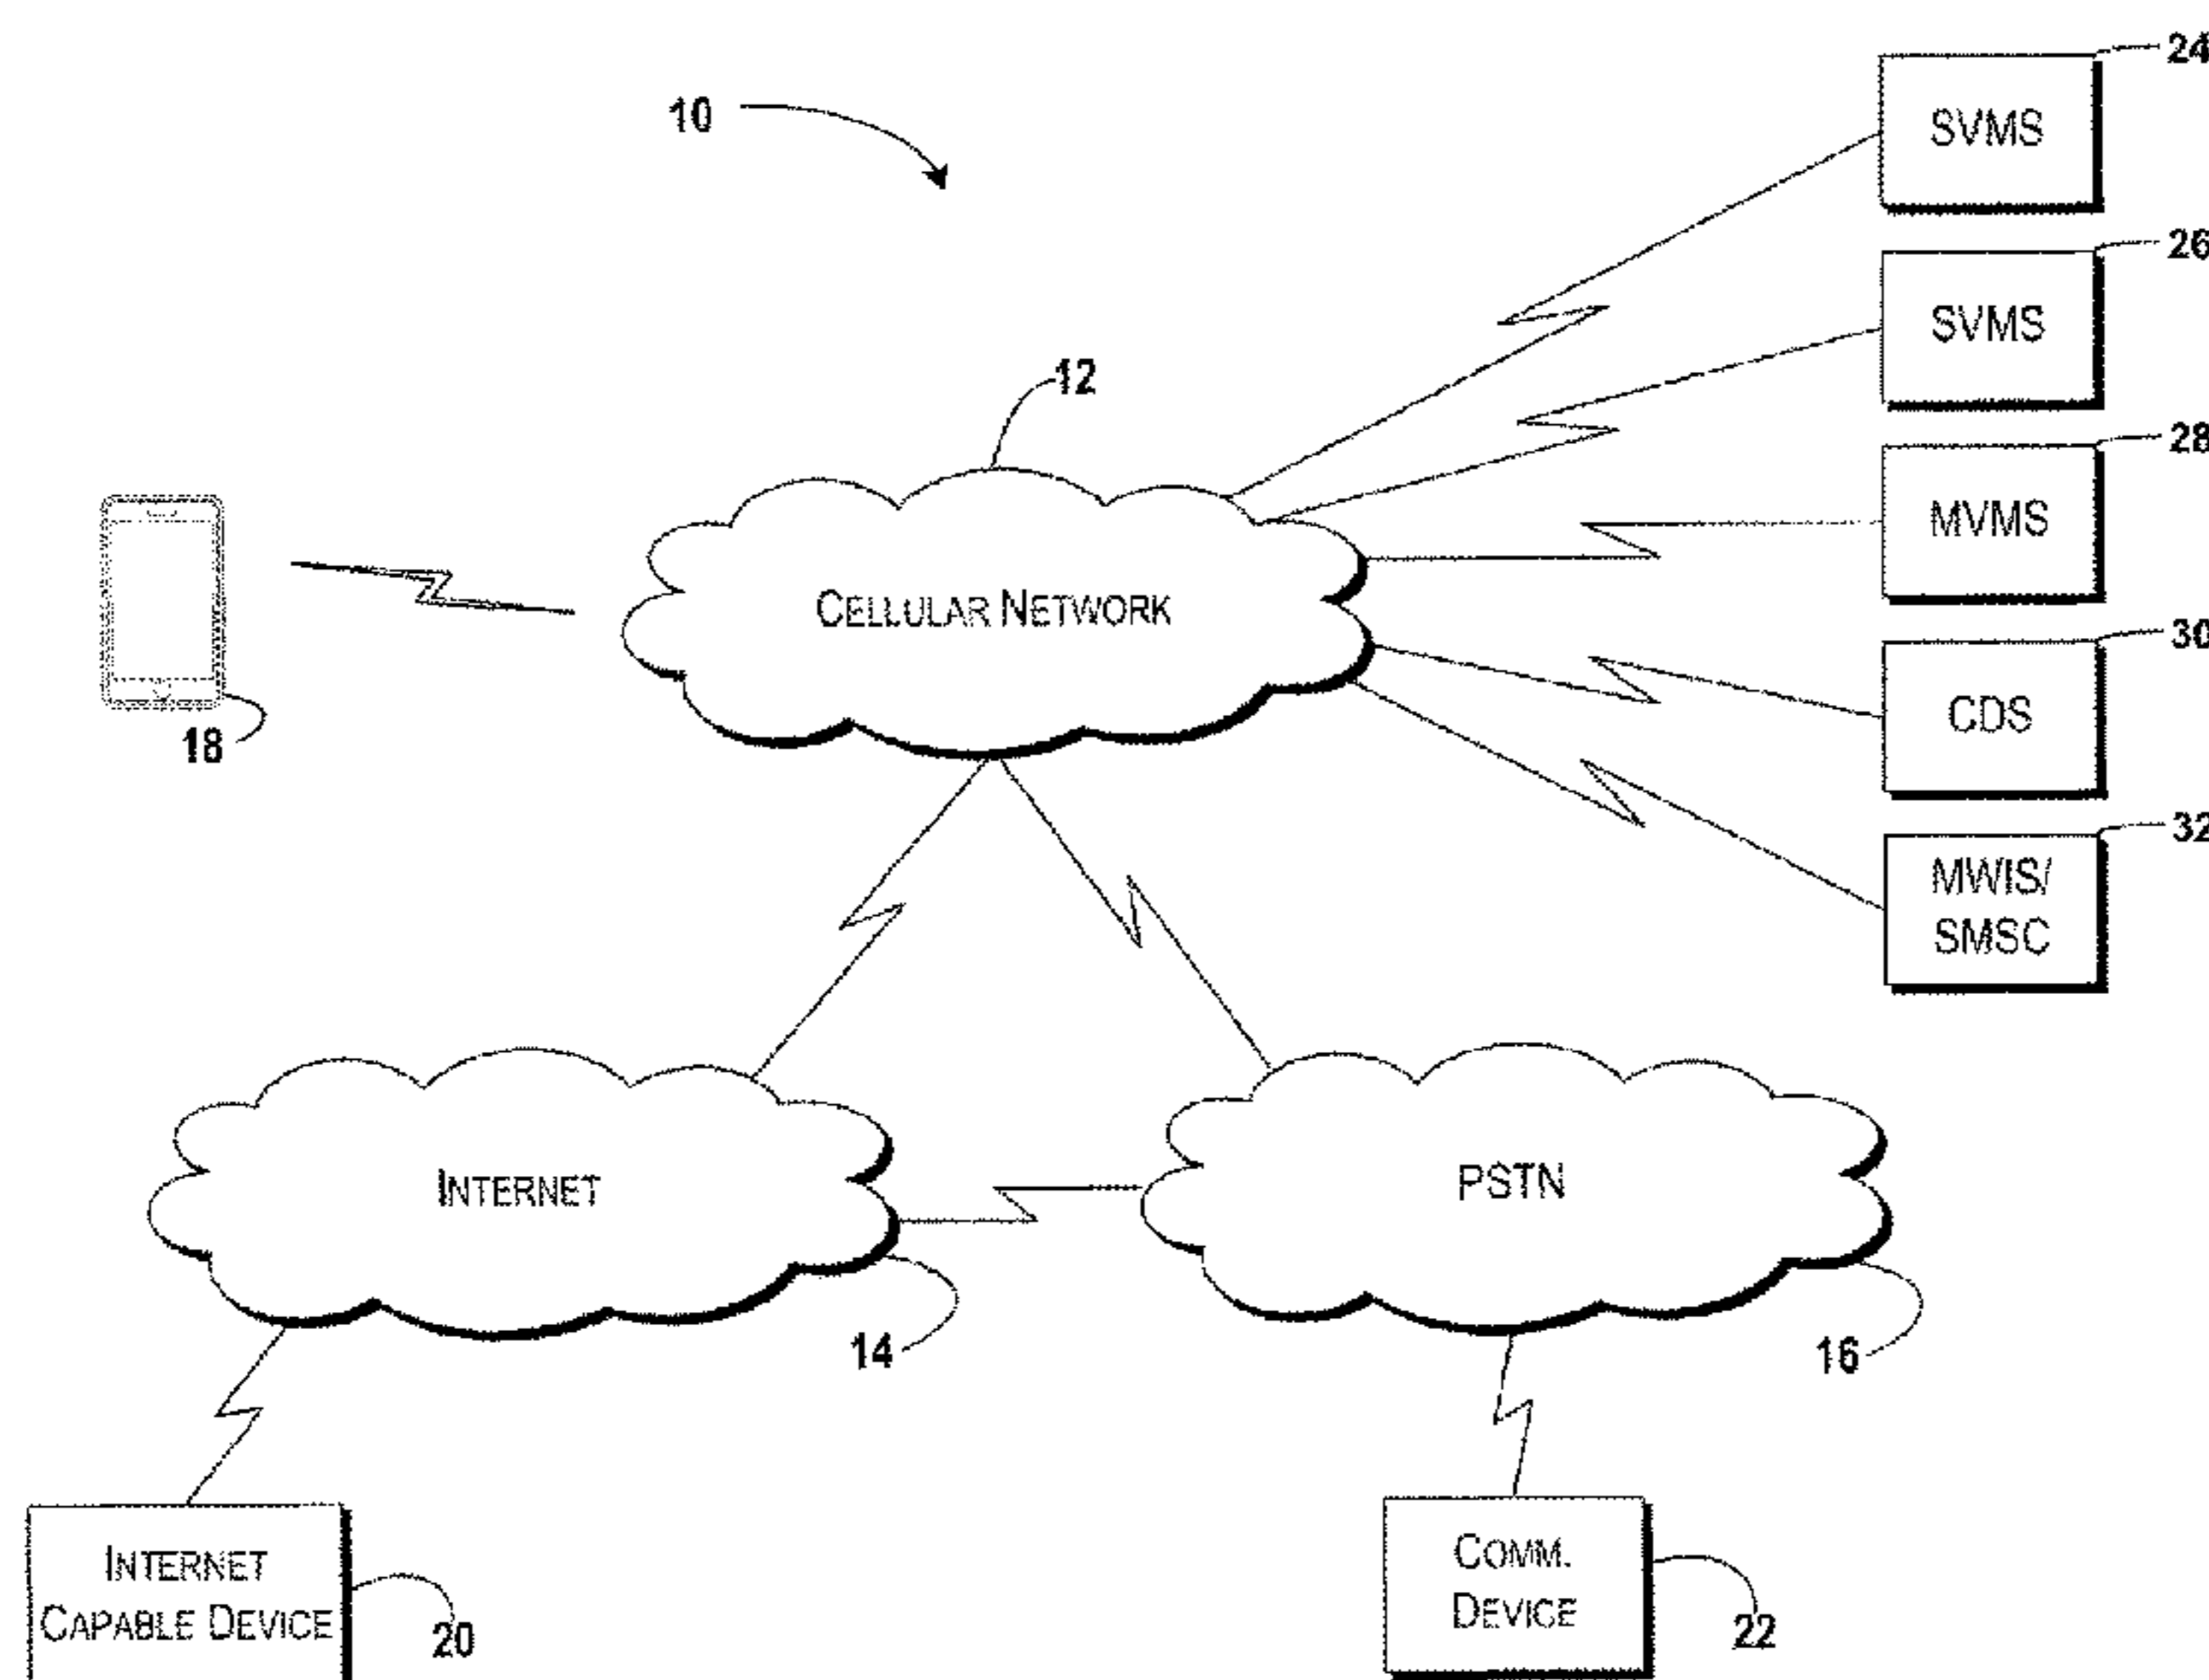 10
24
SVMS
26
SVMS
12
28
MVMS
CELLULAR NETWORK
30
CDS
18
32
MWIS/
SMSC
INTERNET
PSTN
14
16
INTERNET
CAPABLE DEVICE
20
COMM.
DEVICE
22